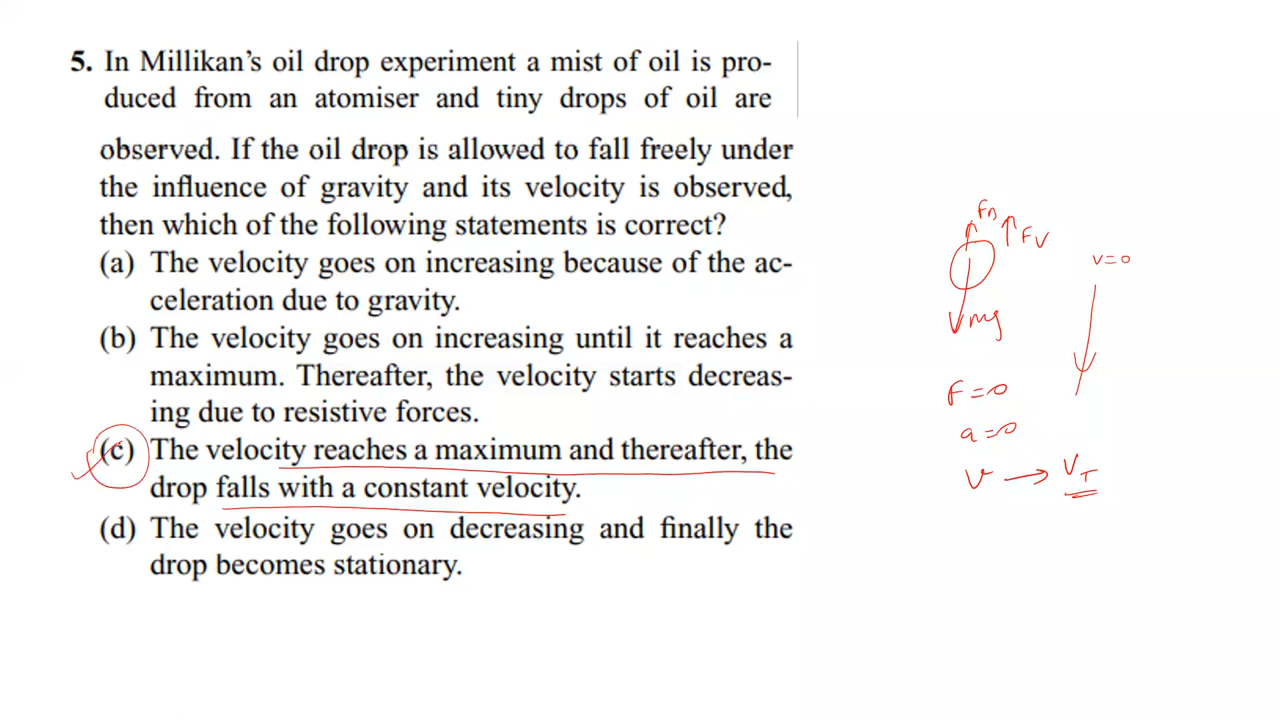 5. In Millikan’s oil drop experiment a mist of oil is pro-
duced from an atomiser and tiny drops of oil are
observed. If the oil drop is allowed to fall freely under
the influence of gravity and its velocity is observed,
then which of the following statements is correct?
(a) The velocity goes on increasing because of the ac-
celeration due to gravity.
(b) The velocity goes on increasing until it reaches a
maximum. Thereafter, the velocity starts decreas-
ing due to resistive forces.
(c) The velocity reaches a maximum and thereafter, the
drop falls with a constant velocity.
(d) The velocity goes on decreasing and finally the
drop becomes stationary.
FV
v=0
mg
F=0
a=0
V → VT